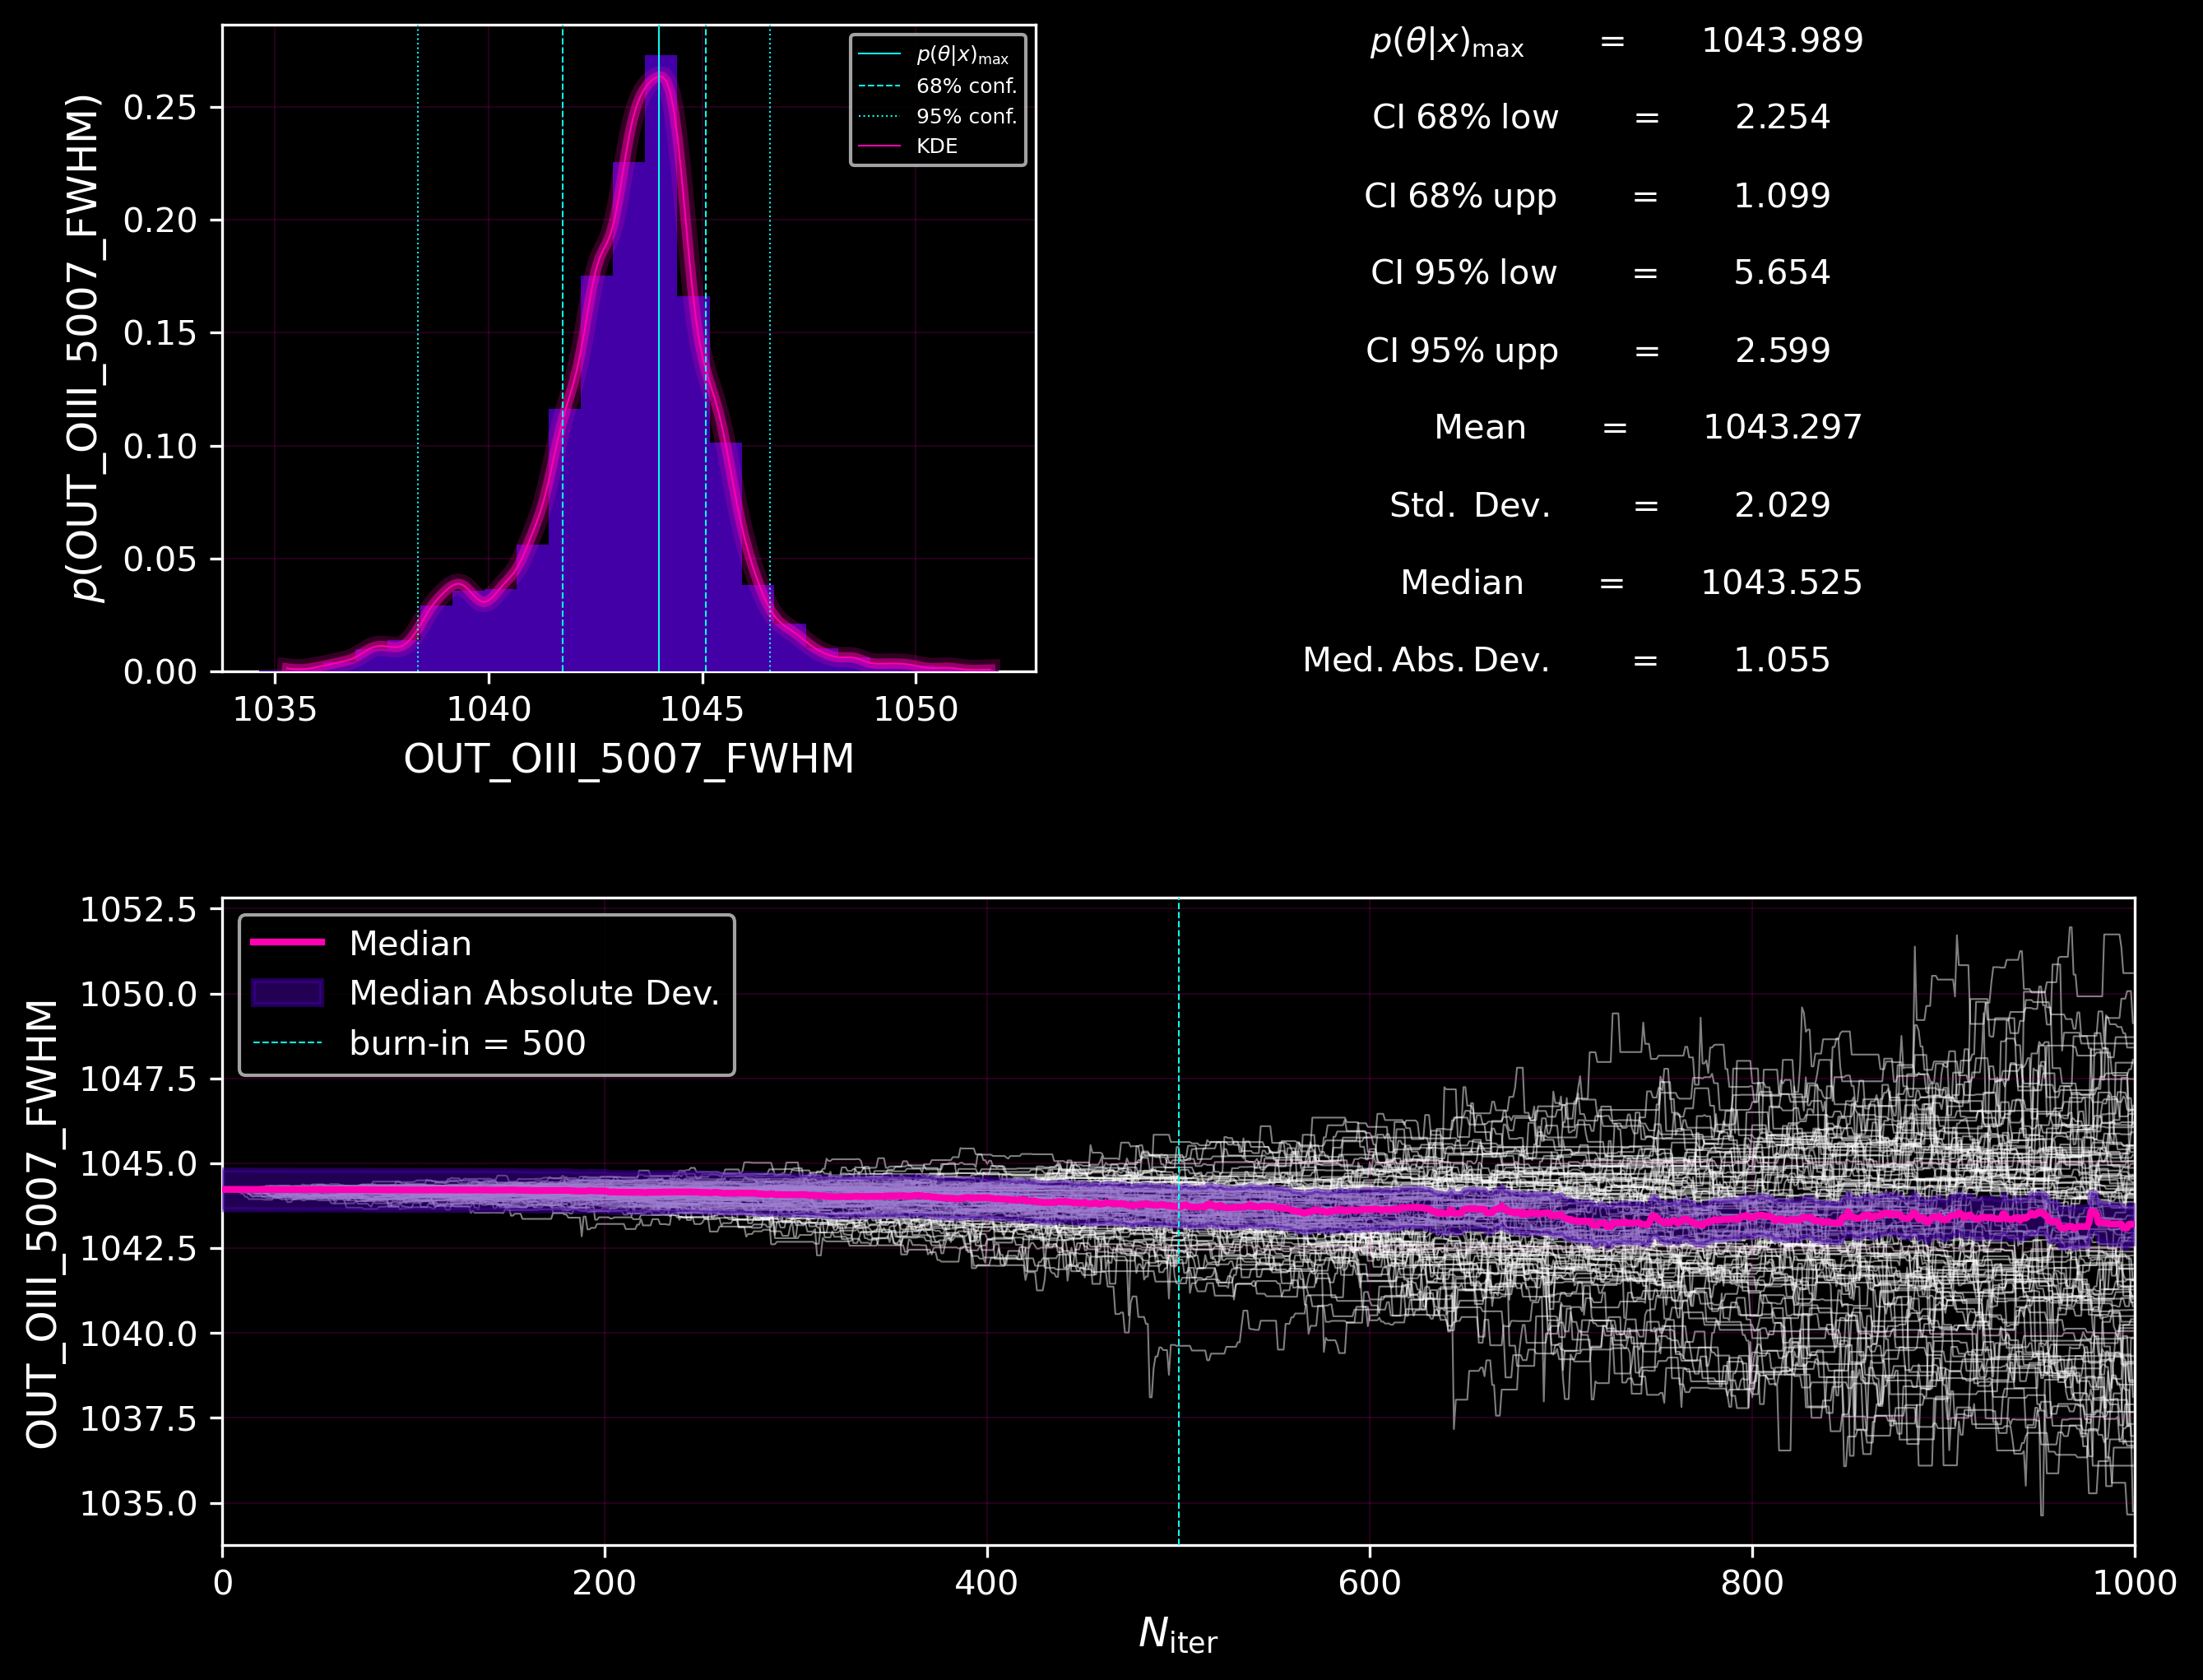 p(θ|x)max
68% conf.
95% conf.
KDE
p(OUT_OIII_5007_FWHM)
0.25
0.20
0.15
0.10
0.05
0.00
1035 1040 1045 1050
OUT_OIII_5007_FWHM
p(θ|x)max = 1043.989
CI 68% low = 2.254
CI 68% upp = 1.099
CI 95% low = 5.654
CI 95% upp = 2.599
Mean = 1043.297
Std. Dev. = 2.029
Median = 1043.525
Med. Abs. Dev. = 1.055
OUT_OIII_5007_FWHM
1052.5
1050.0
1047.5
1045.0
1042.5
1040.0
1037.5
1035.0
Median
Median Absolute Dev.
burn-in = 500
0 200 400 600 800 1000
Niter